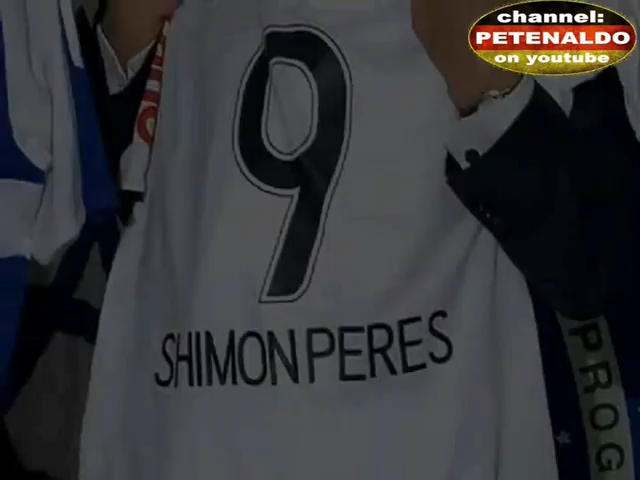 channel:
PETENALDO
on youtube
9
SHIMON PERES
PROG